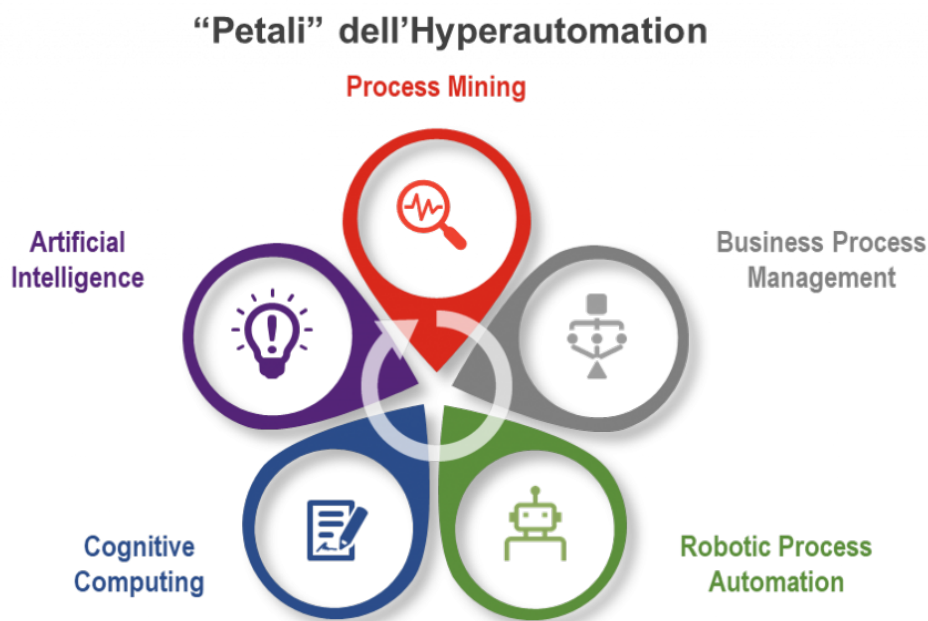 “Petali” dell’Hyperautomation
Process Mining
Artificial
Intelligence
Business Process
Management
Cognitive
Computing
Robotic Process
Automation